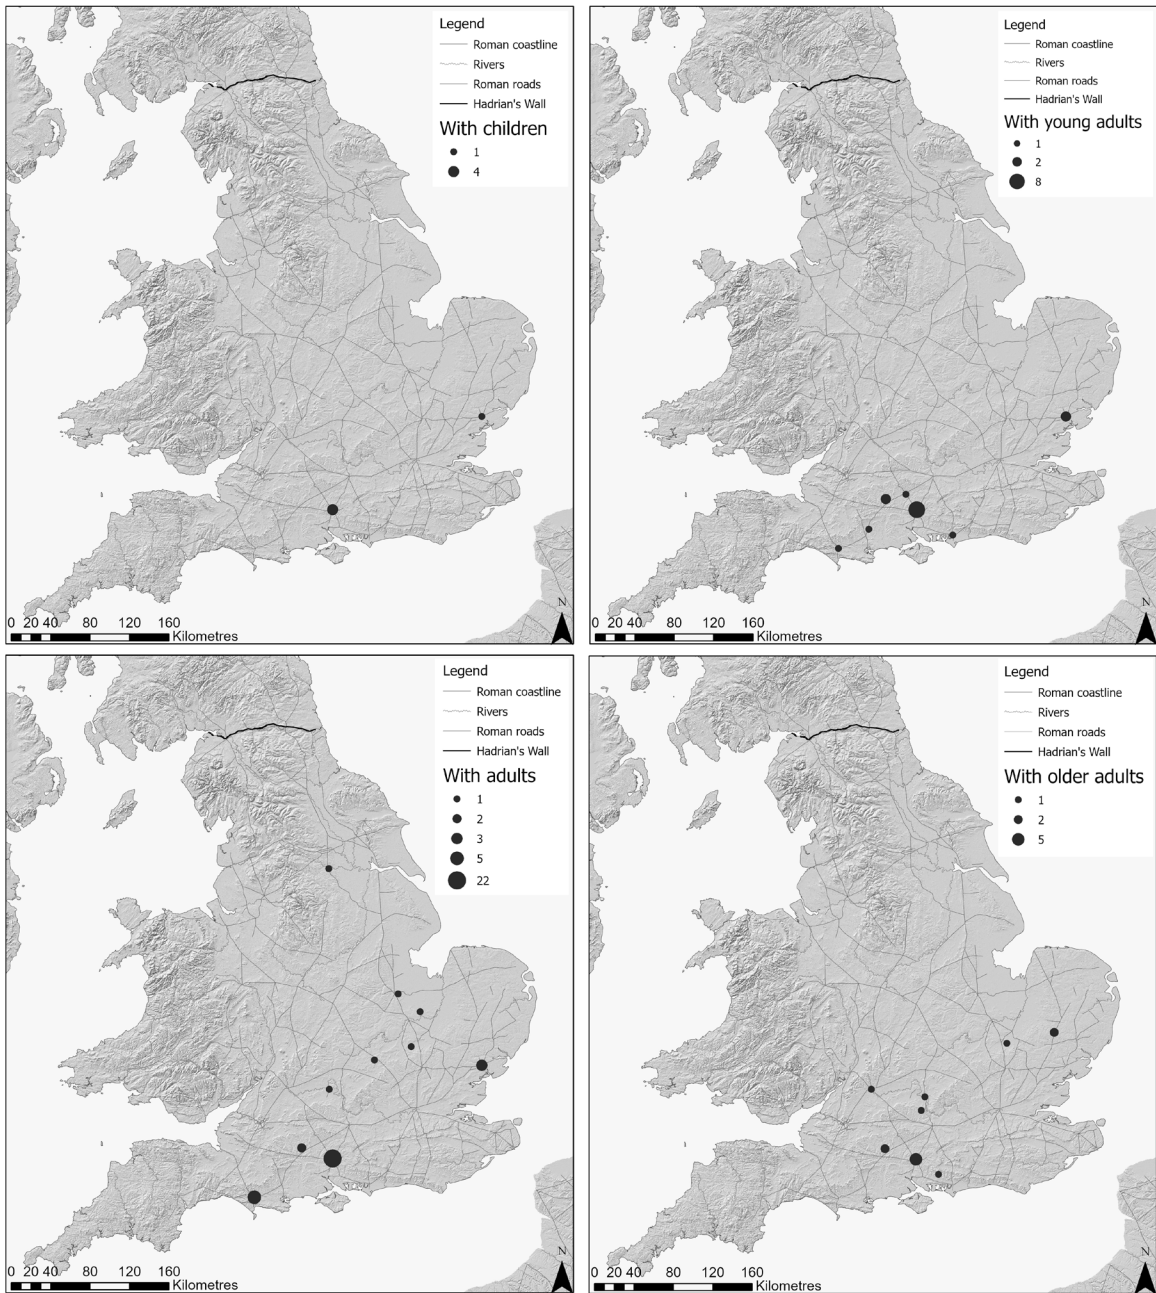 Legend
Roman coastline
Rivers
Roman roads
Hadrian's Wall
With children
1
4
N
0 20 40 80 120 160
Kilometres
Legend
Roman coastline
Rivers
Roman roads
Hadrian's Wall
With young adults
1
2
8
N
0 20 40 80 120 160
Kilometres
Legend
Roman coastline
Rivers
Roman roads
Hadrian's Wall
With adults
1
2
3
5
22
N
0 20 40 80 120 160
Kilometres
Legend
Roman coastline
Rivers
Roman roads
Hadrian's Wall
With older adults
1
2
5
N
0 20 40 80 120 160
Kilometres